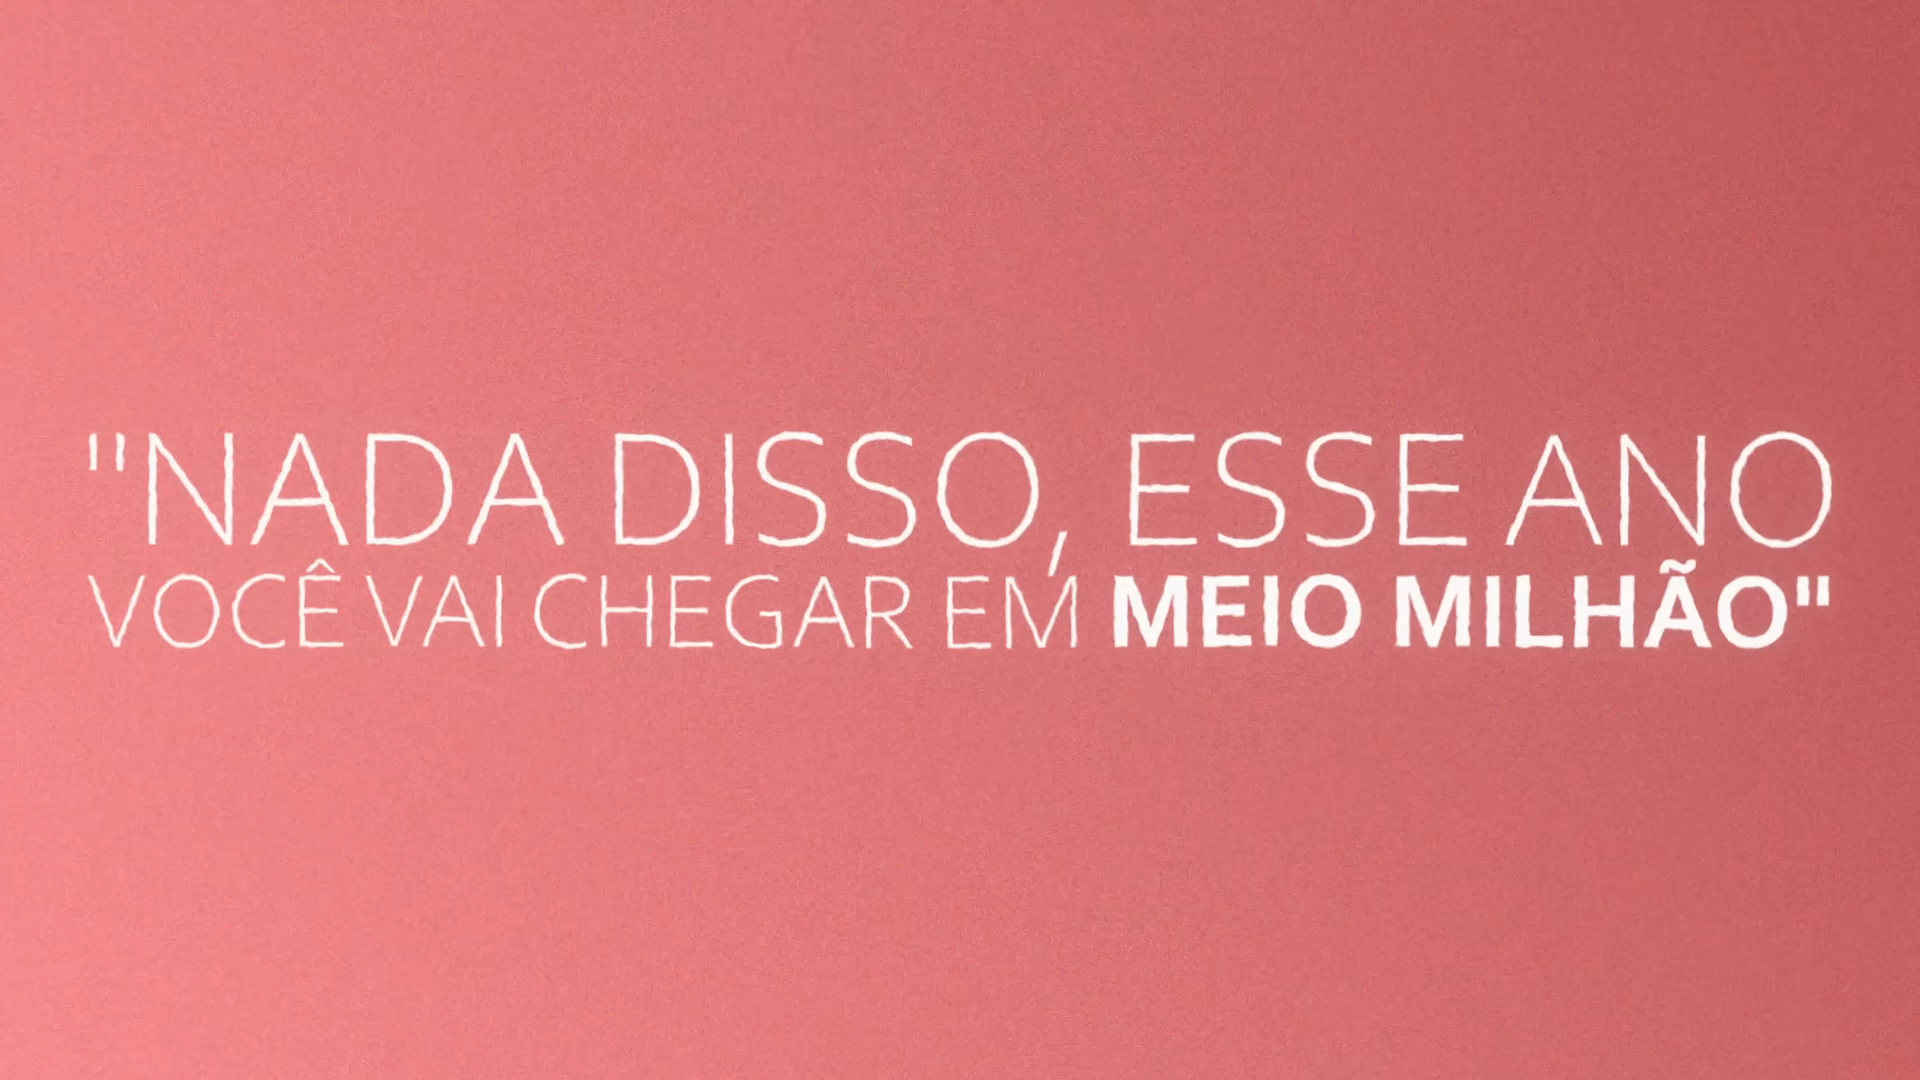 "NADA DISSO, ESSE ANO
VOCÊ VAI CHEGAR EM MEIO MILHÃO"